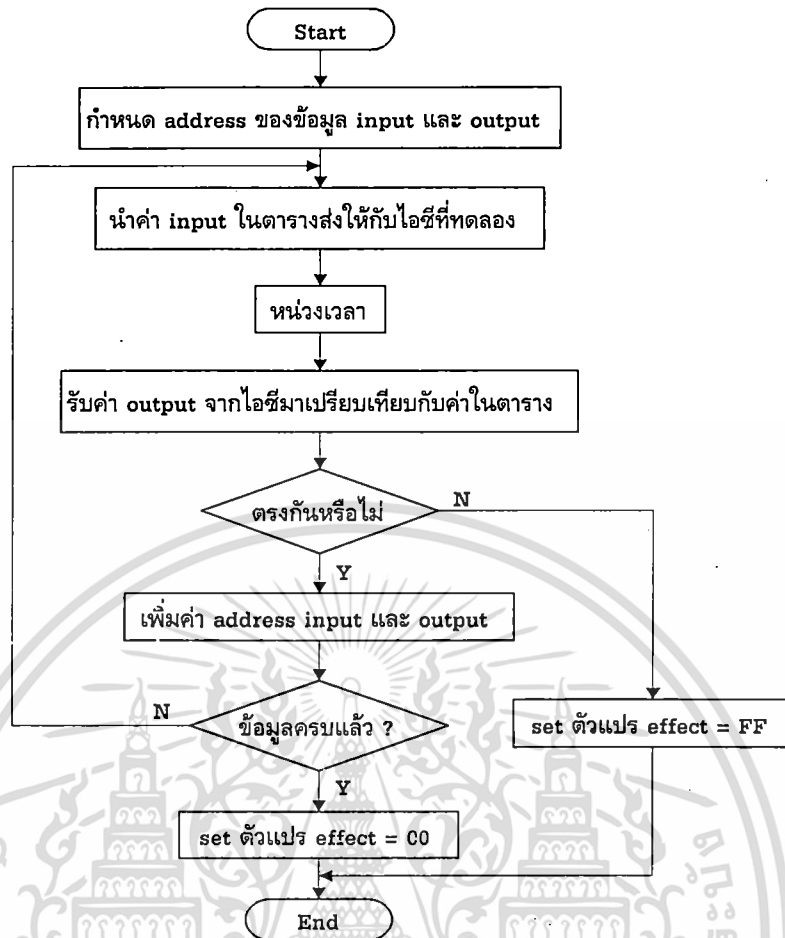 Start
กำหนด address ของข้อมูล input และ output
นำค่า input ในตารางส่งให้กับไอซีที่ทดลอง
หน่วงเวลา
รับค่า output จากไอซีมาเปรียบเทียบกับค่าในตาราง
ตรงกันหรือไม่
N
Y
เพิ่มค่า address input และ output
N
ข้อมูลครบแล้ว ?
set ตัวแปร effect = FF
Y
set ตัวแปร effect = C0
End